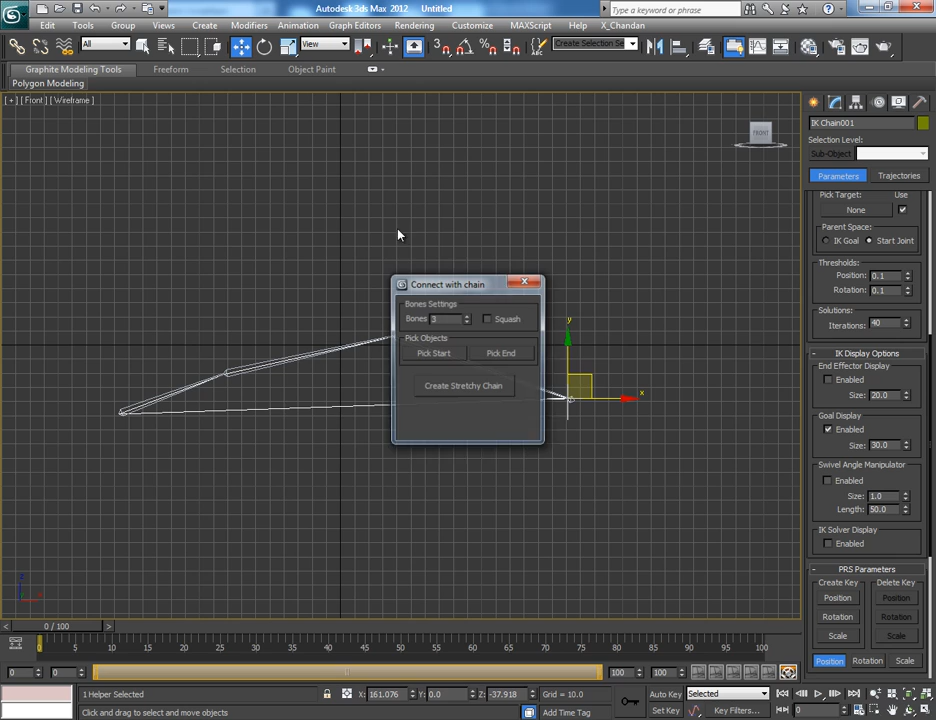 Autodesk 3ds Max 2012 Untitled
Type a keyword or phrase
Edit Tools Group Views Create Modifiers Animation Graph Editors Rendering Customize MAXScript Help X_Chandan
All View Create Selection Se
Graphite Modeling Tools Freeform Selection Object Paint
Polygon Modeling
[ + ] [ Front ] [ Wireframe ]
FRONT
IK Chain001
Selection Level:
Sub-Object
Parameters Trajectories
Pick Target: Use
None
Parent Space:
IK Goal Start Joint
Thresholds:
Position: 0.1
Rotation: 0.1
Solutions:
Iterations: 40
- IK Display Options
End Effector Display
Enabled
Size: 20.0
Goal Display
Enabled
Size: 30.0
Swivel Angle Manipulator
Enabled
Size: 1.0
Length: 50.0
IK Solver Display
Enabled
- PRS Parameters
Create Key Delete Key
Position Position
Rotation Rotation
Scale Scale
Position Rotation Scale
Connect with chain
Bones Settings
Bones 3 Squash
Pick Objects
Pick Start Pick End
Create Stretchy Chain
y
x
z
< 0 / 100 >
0 5 10 15 20 25 30 35 40 45 50 55 60 65 70 75 80 85 90 95 100
0 0 100 100
1 Helper Selected X: 161.076 Y: 0.0 Z: -37.918 Grid = 10.0 Auto Key Selected
Click and drag to select and move objects Add Time Tag Set Key Key Filters... 0